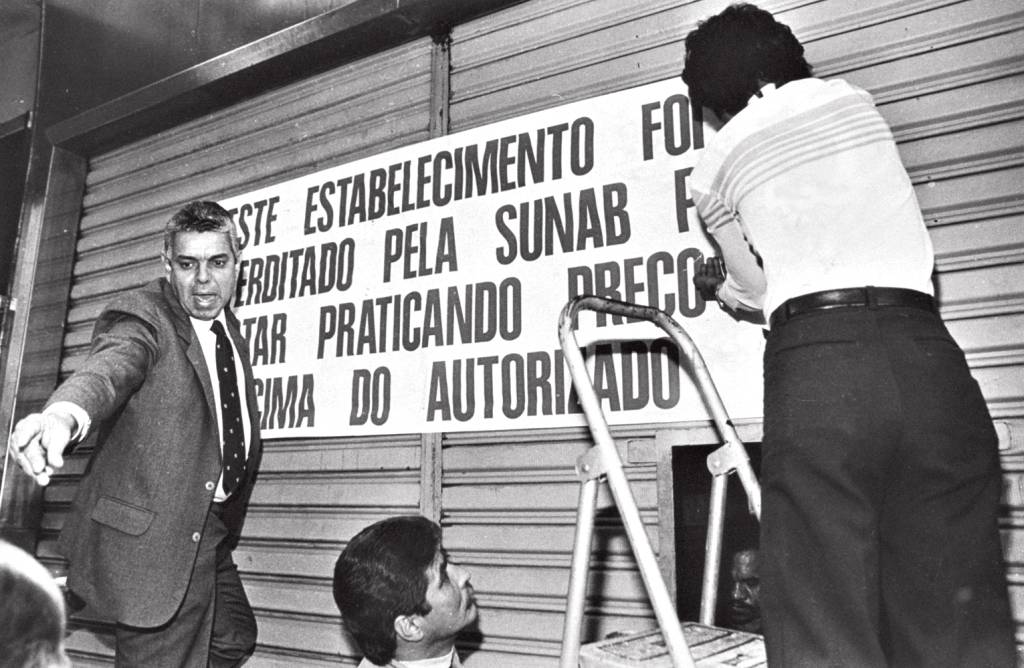 ESTE ESTABELECIMENTO FOI
ERDITADO PELA SUNAB P
TAR PRATICANDO PREÇO
CIMA DO AUTORIZADO